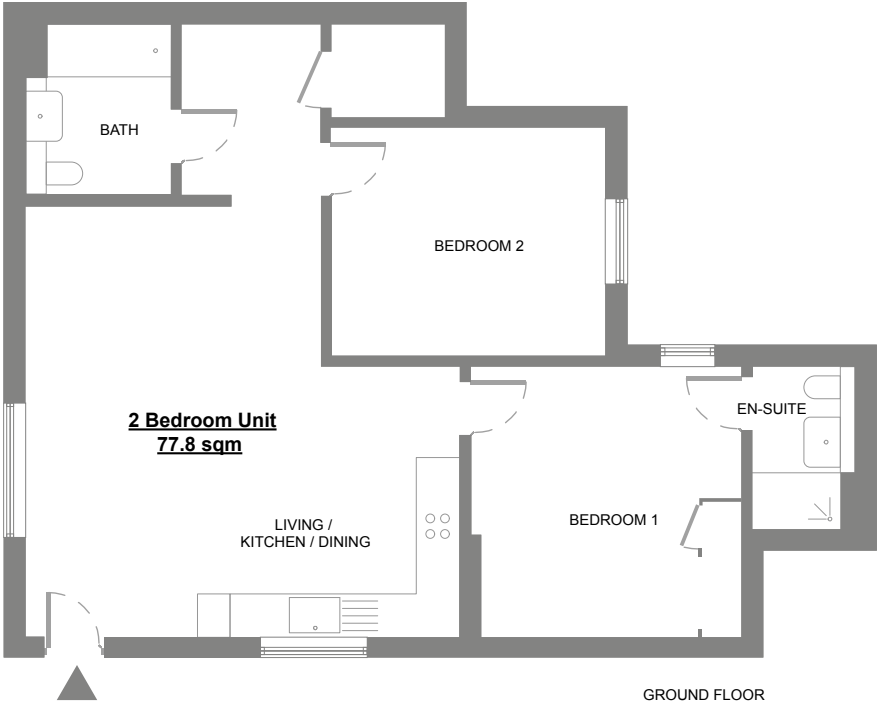 BATH
BEDROOM 2
2 Bedroom Unit
77.8 sqm
EN-SUITE
LIVING /
KITCHEN / DINING
BEDROOM 1
GROUND FLOOR